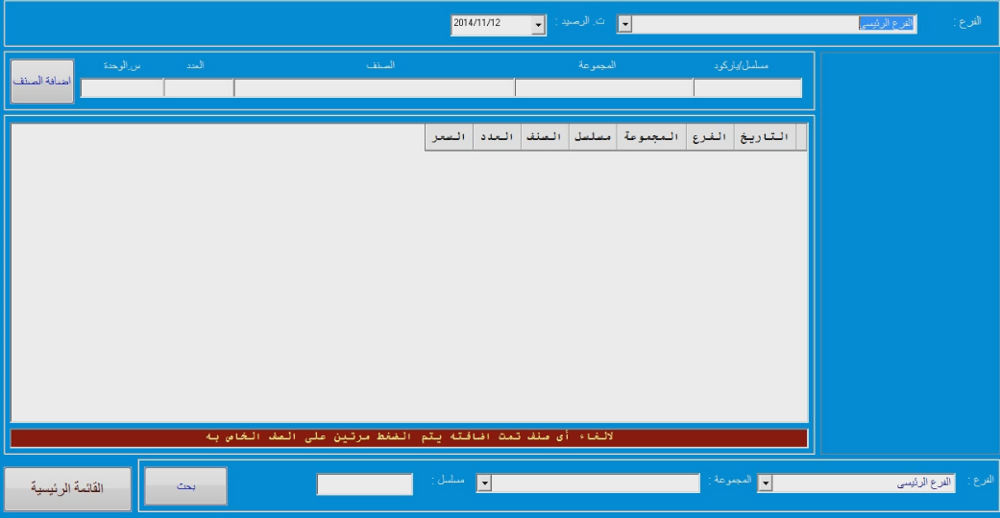 الفرع : الفرع الرئيسى ت. الرصيد : 2014/11/12
مسلسل/باركود المجموعة الصنف العدد س.الوحدة
اضافة الصنف
التاريخ الفرع المجموعة مسلسل الصنف العدد السعر
لالغاء أى صنف تمت اضافته يتم الضغط مرتين على الصف الخاص به
الفرع : الفرع الرئيسى المجموعة : مسلسل : بحث القائمة الرئيسية